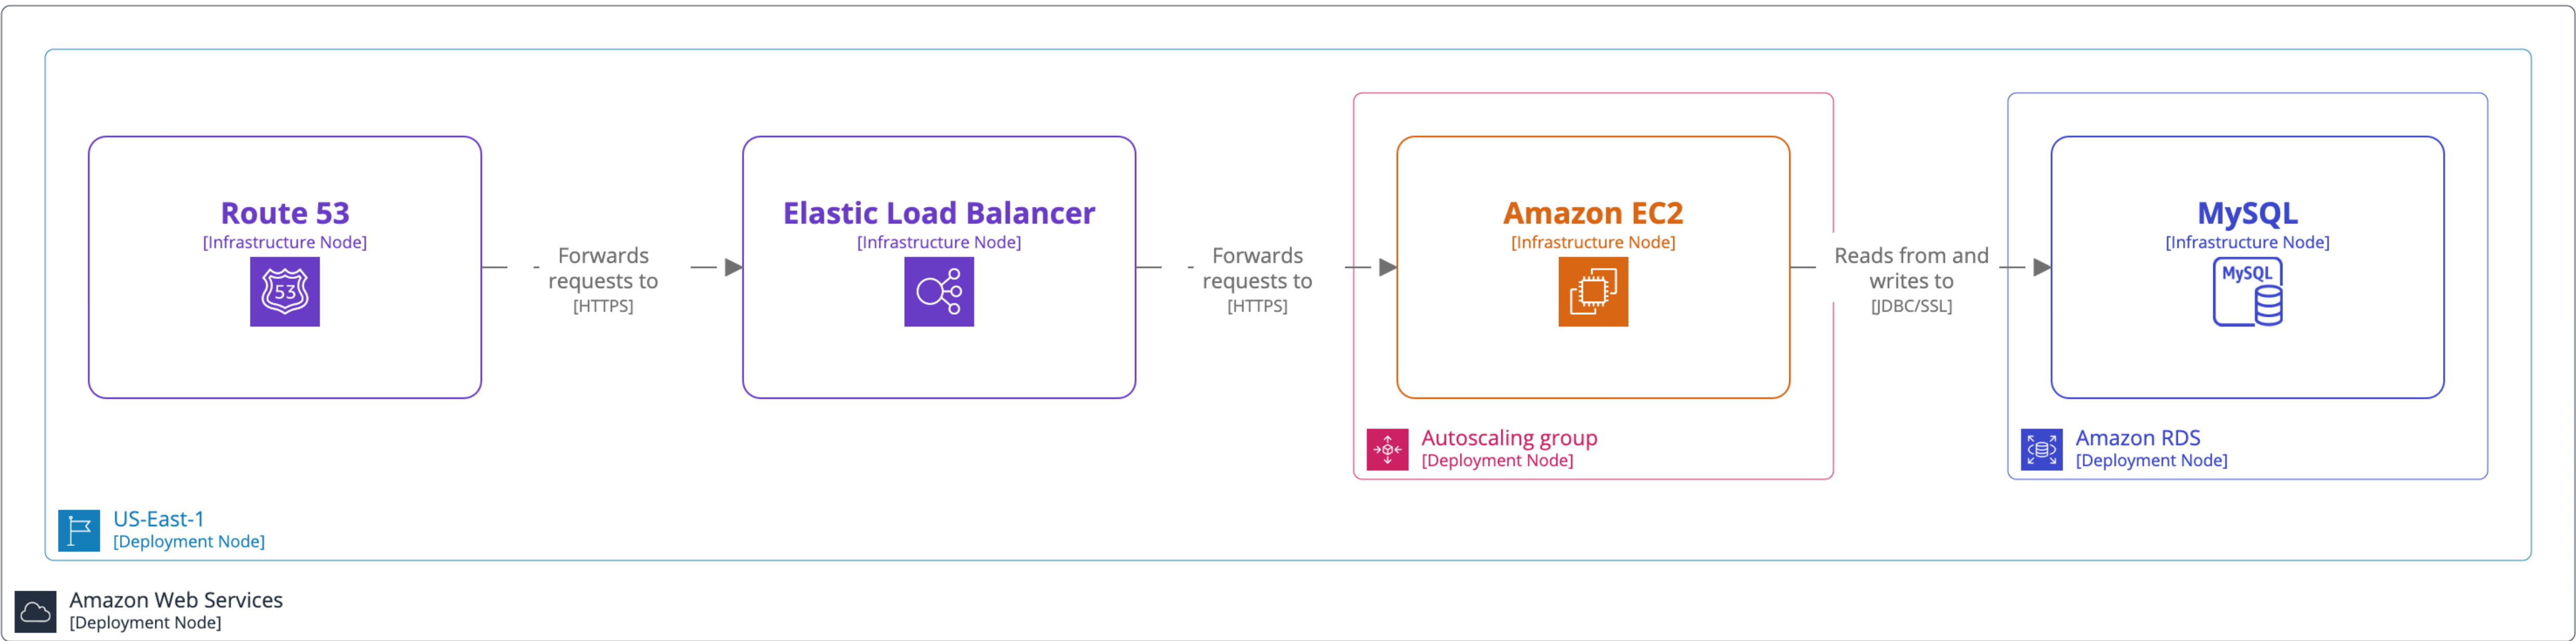 Route 53
[Infrastructure Node]
53
Forwards
requests to
[HTTPS]
Elastic Load Balancer
[Infrastructure Node]
Forwards
requests to
[HTTPS]
Amazon EC2
[Infrastructure Node]
Autoscaling group
[Deployment Node]
Reads from and
writes to
[JDBC/SSL]
MySQL
[Infrastructure Node]
MySQL
Amazon RDS
[Deployment Node]
US-East-1
[Deployment Node]
Amazon Web Services
[Deployment Node]